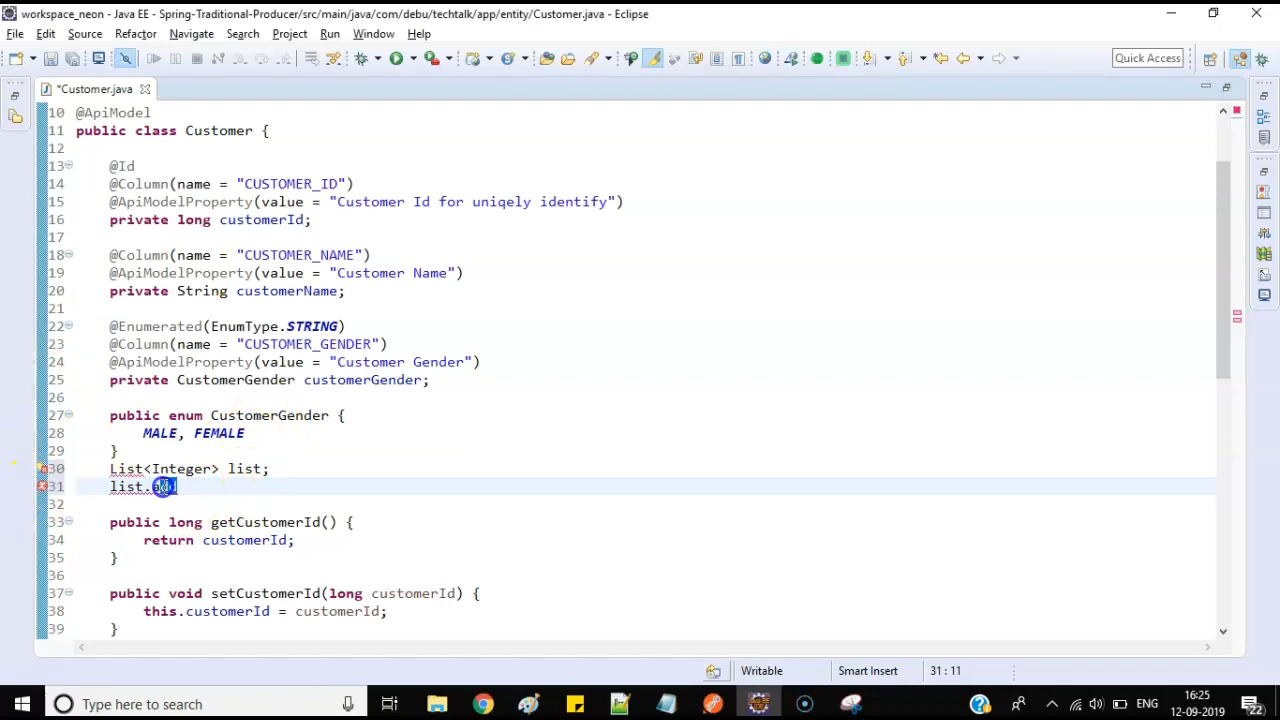 workspace_neon - Java EE - Spring-Traditional-Producer/src/main/java/com/debu/techtalk/app/entity/Customer.java - Eclipse
File Edit Source Refactor Navigate Search Project Run Window Help
Quick Access
*Customer.java
10 @ApiModel
11 public class Customer {
12
13 @Id
14 @Column(name = "CUSTOMER_ID")
15 @ApiModelProperty(value = "Customer Id for uniqely identify")
16 private long customerId;
17
18 @Column(name = "CUSTOMER_NAME")
19 @ApiModelProperty(value = "Customer Name")
20 private String customerName;
21
22 @Enumerated(EnumType.STRING)
23 @Column(name = "CUSTOMER_GENDER")
24 @ApiModelProperty(value = "Customer Gender")
25 private CustomerGender customerGender;
26
27 public enum CustomerGender {
28 MALE, FEMALE
29 }
30 List<Integer> list;
31 list.
32
33 public long getCustomerId() {
34 return customerId;
35 }
36
37 public void setCustomerId(long customerId) {
38 this.customerId = customerId;
39 }
Writable Smart Insert 31 : 11
Type here to search
ENG
16:25
12-09-2019
22